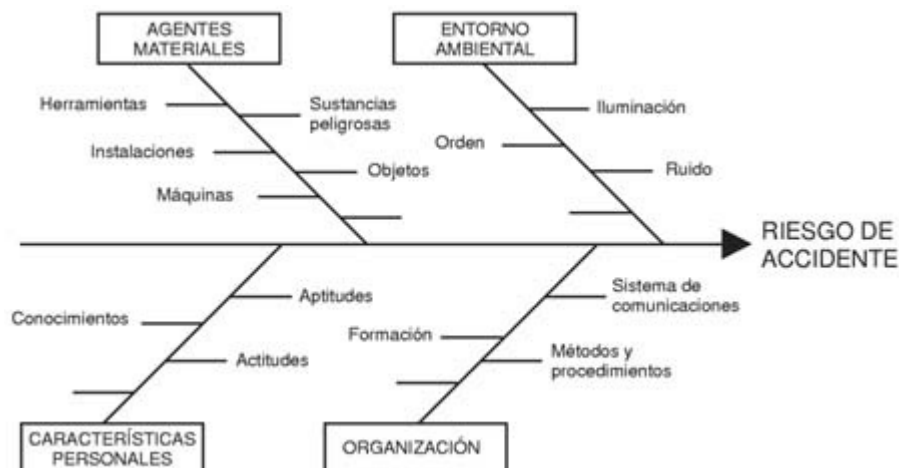 AGENTES
MATERIALES
ENTORNO
AMBIENTAL
Herramientas
Sustancias
peligrosas
Instalaciones
Objetos
Máquinas
Iluminación
Orden
Ruido
RIESGO DE
ACCIDENTE
Aptitudes
Conocimientos
Actitudes
Sistema de
comunicaciones
Formación
Métodos y
procedimientos
CARACTERÍSTICAS
PERSONALES
ORGANIZACIÓN